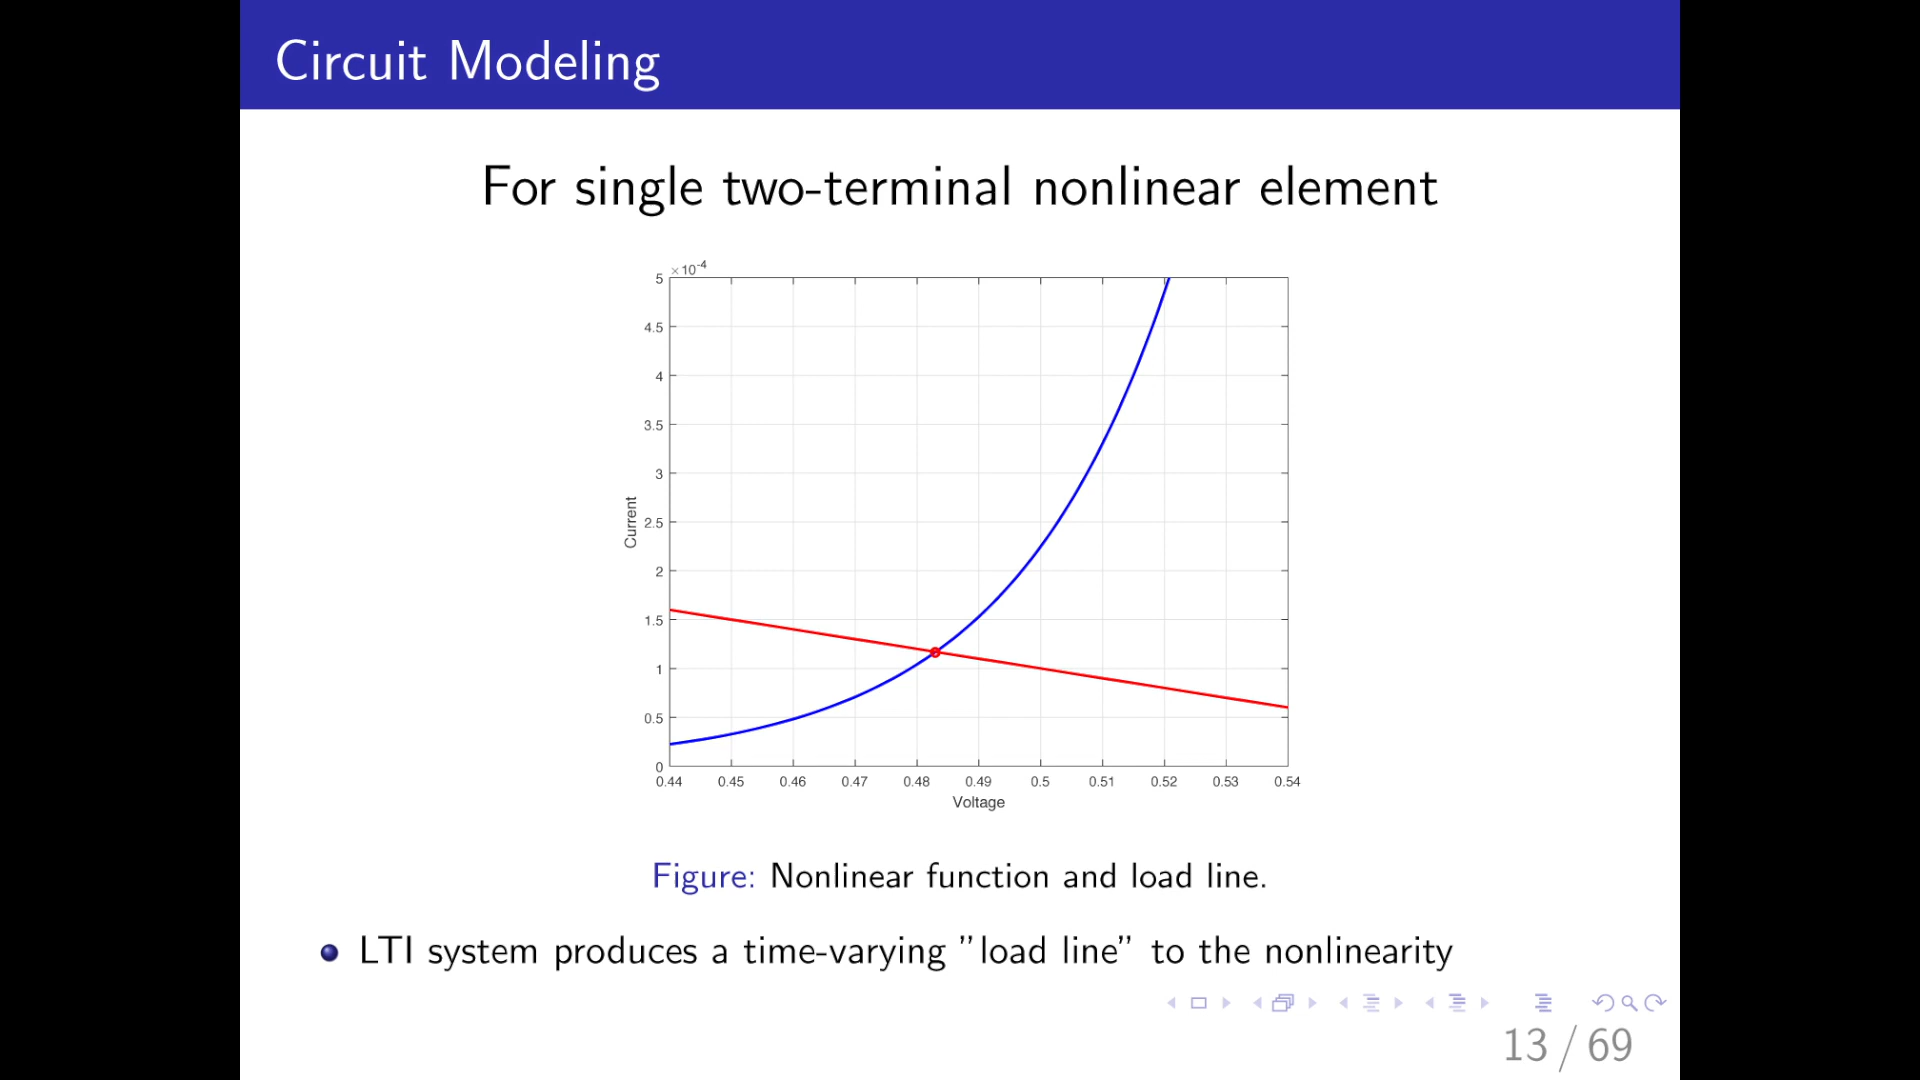 Circuit Modeling
For single two-terminal nonlinear element
×10-4
5
4.5
4
3.5
3
2.5
2
1.5
1
0.5
0
Current
0.44 0.45 0.46 0.47 0.48 0.49 0.5 0.51 0.52 0.53 0.54
Voltage
Figure: Nonlinear function and load line.
LTI system produces a time-varying ”load line” to the nonlinearity
13 / 69